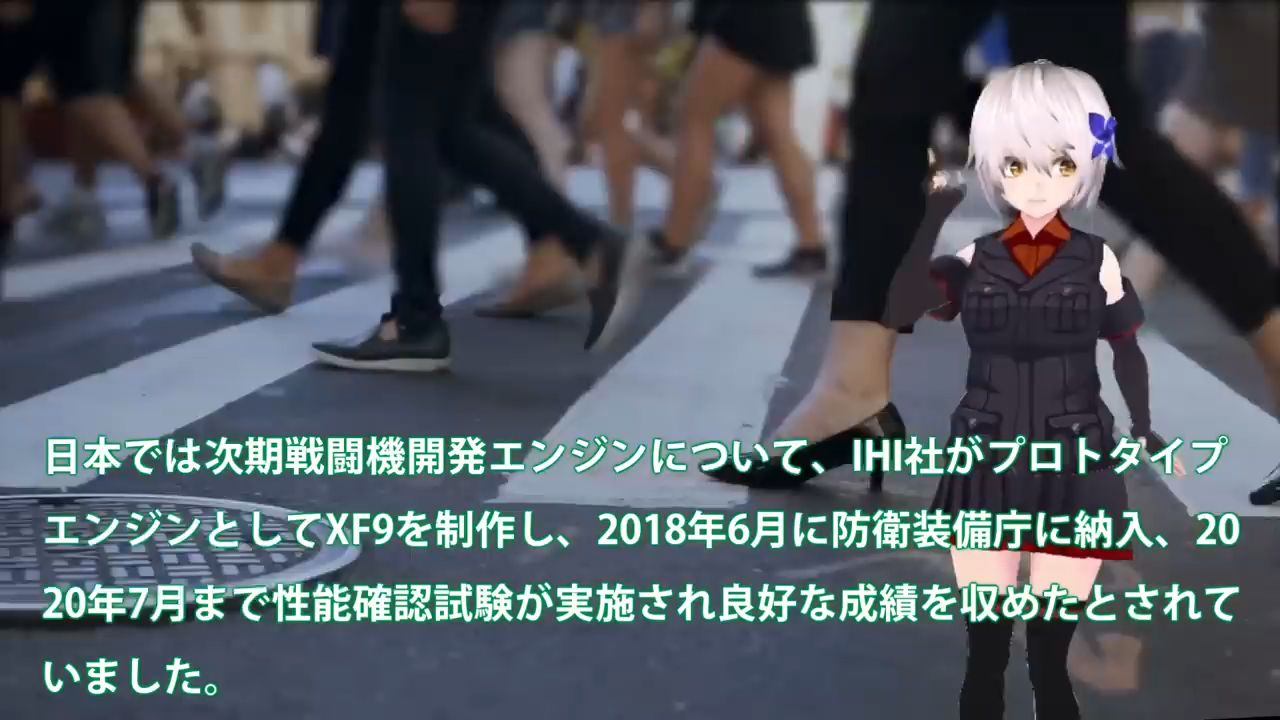 日本では次期戦闘機開発エンジンについて、IHI社がプロトタイプ
エンジンとしてXF9を制作し、2018年6月に防衛装備庁に納入、20
20年7月まで性能確認試験が実施され良好な成績を収めたとされて
いました。